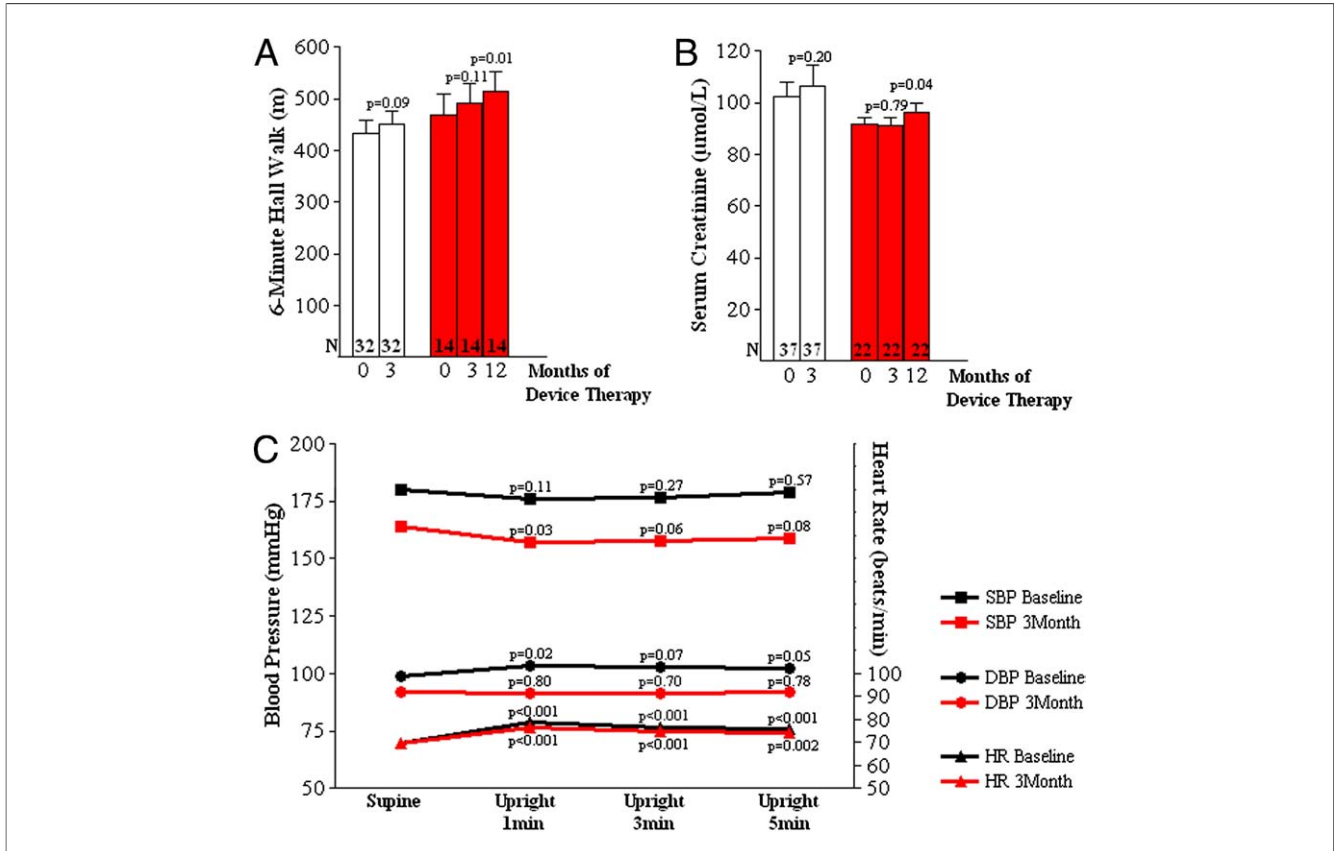 A
6-Minute Hall Walk (m)
600
500
400
300
200
100
N
p=0.09
p=0.11
p=0.01
32 32 14 14 14
0 3 0 3 12
Months of
Device Therapy
B
Serum Creatinine (µmol/L)
120
100
80
60
40
20
N
p=0.20
p=0.79
p=0.04
37 37 22 22 22
0 3 0 3 12
Months of
Device Therapy
C
Blood Pressure (mmHg)
200
175
150
125
100
75
50
p=0.11 p=0.27 p=0.57
p=0.03 p=0.06 p=0.08
p=0.02 p=0.07 p=0.05
p=0.80 p=0.70 p=0.78
p<0.001 p<0.001 p<0.001
p<0.001 p<0.001 p=0.002
Heart Rate (beats/min)
100
90
80
70
60
50
Supine
Upright
1min
Upright
3min
Upright
5min
SBP Baseline
SBP 3Month
DBP Baseline
DBP 3Month
HR Baseline
HR 3Month